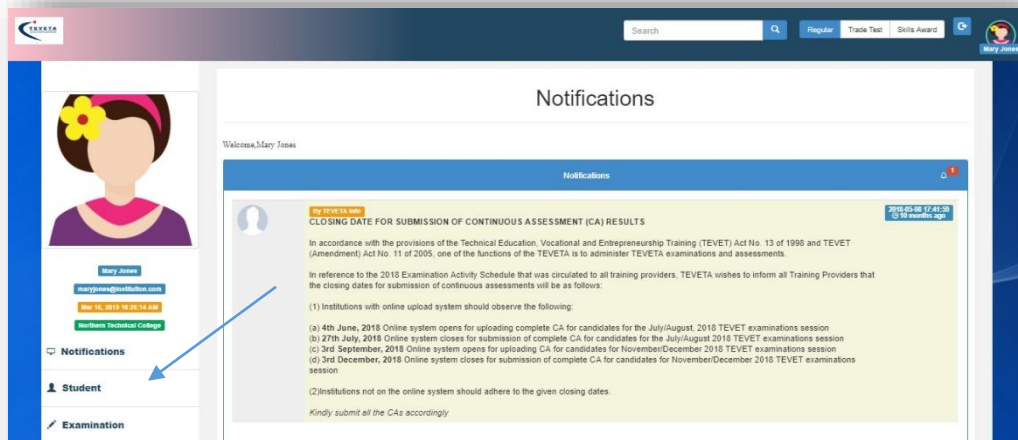 TEVETA
Search
Regular
Trade Test
Skills Award
Mary Jones
Notifications
Welcome,Mary Jones
Notifications
1
By TEVETA Info
2018-05-08 17:41:59
10 months ago
CLOSING DATE FOR SUBMISSION OF CONTINUOUS ASSESSMENT (CA) RESULTS
In accordance with the provisions of the Technical Education, Vocational and Entrepreneurship Training (TEVET) Act No. 13 of 1998 and TEVET
(Amendment) Act No. 11 of 2005, one of the functions of the TEVETA is to administer TEVETA examinations and assessments.
In reference to the 2018 Examination Activity Schedule that was circulated to all training providers, TEVETA wishes to inform all Training Providers that
the closing dates for submission of continuous assessments will be as follows:
(1) Institutions with online upload system should observe the following:
(a) 4th June, 2018 Online system opens for uploading complete CA for candidates for the July/August, 2018 TEVET examinations session
(b) 27th July, 2018 Online system closes for submission of complete CA for candidates for the July/August 2018 TEVET examinations session
(c) 3rd September, 2018 Online system opens for uploading CA for candidates for November/December 2018 TEVET examinations session
(d) 3rd December, 2018 Online system closes for submission of complete CA for candidates for November/December 2018 TEVET examinations
session
(2)Institutions not on the online system should adhere to the given closing dates.
Kindly submit all the CAs accordingly
Mary Jones
maryjones@institution.com
Mar 16, 2019 10:20:14 AM
Northern Technical College
Notifications
Student
Examination